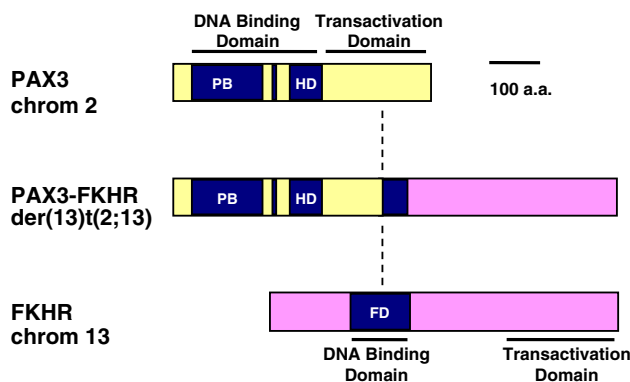 DNA Binding Domain
Transactivation Domain
PAX3
chrom 2
PB
HD
100 a.a.
PAX3-FKHR
der(13)t(2;13)
PB
HD
FKHR
chrom 13
FD
DNA Binding Domain
Transactivation Domain